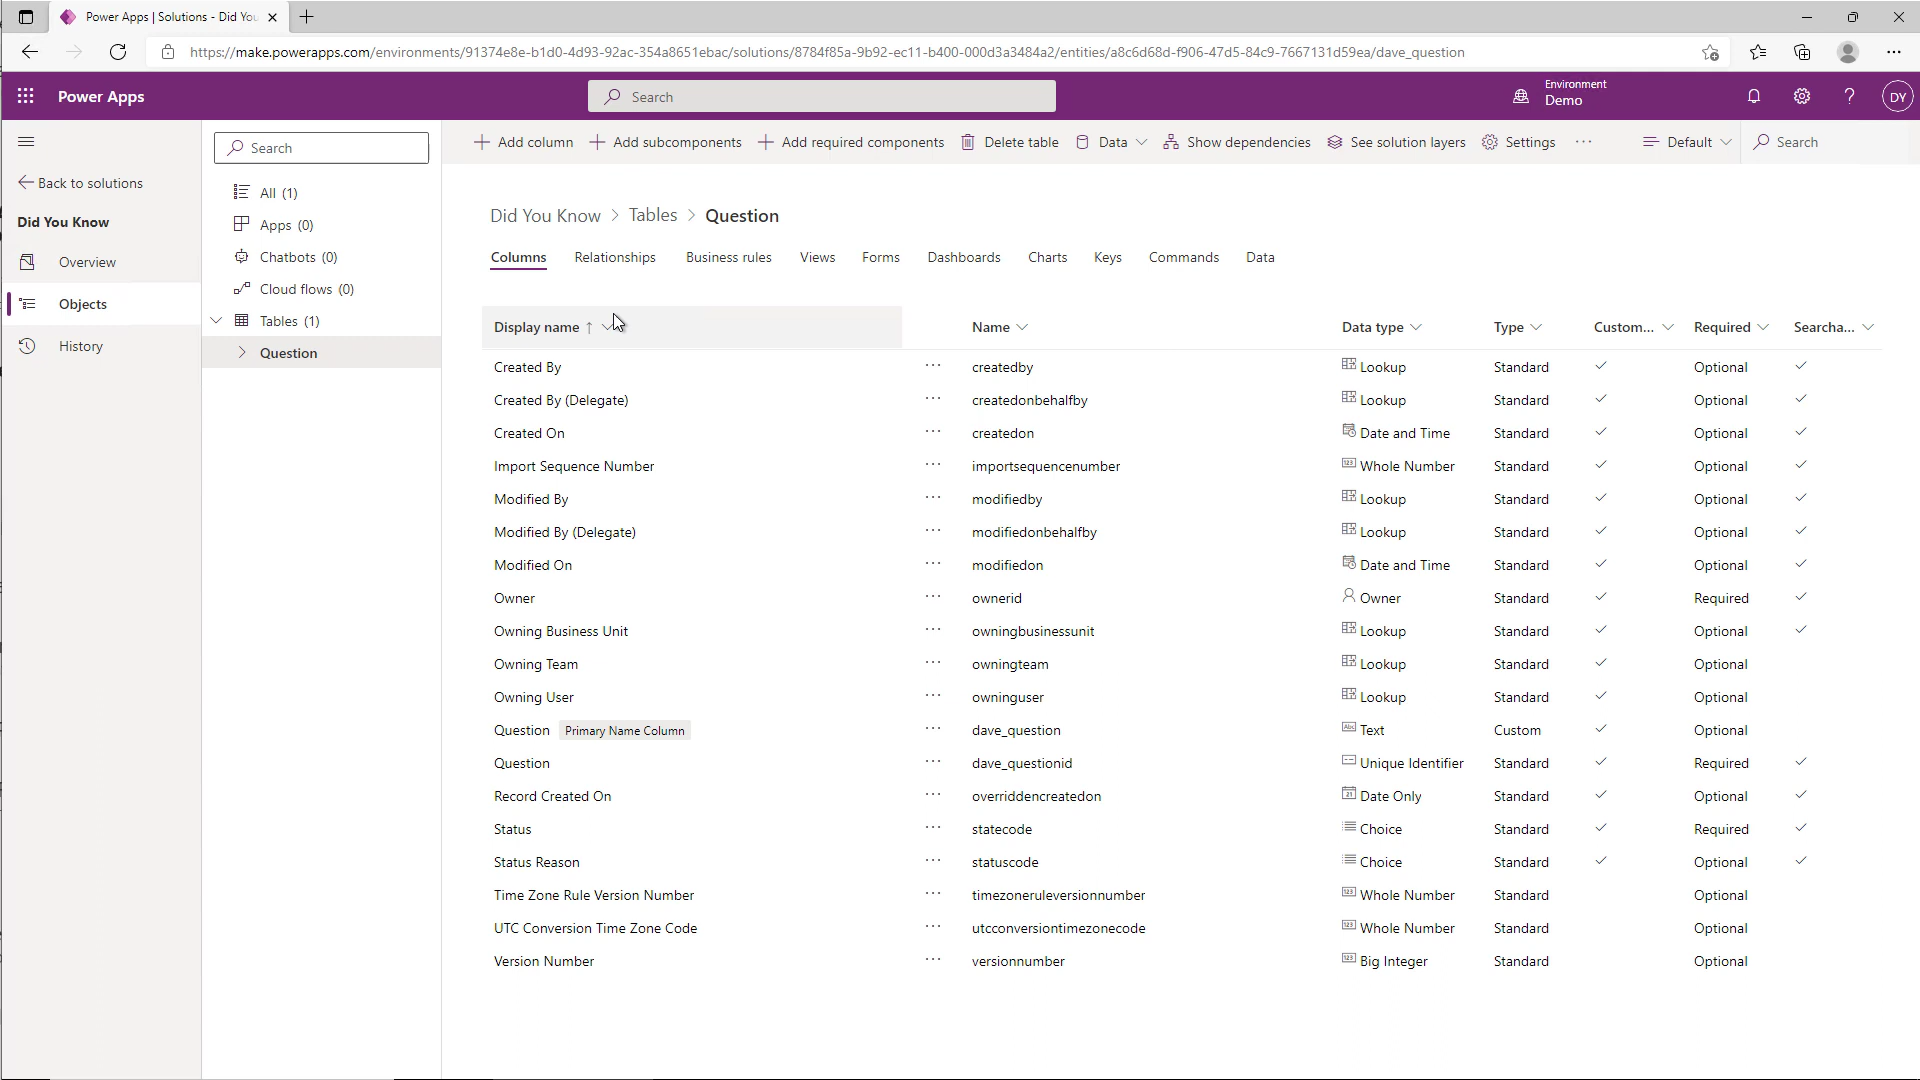 Power Apps | Solutions - Did You
https://make.powerapps.com/environments/91374e8e-b1d0-4d93-92ac-354a8651ebac/solutions/8784f85a-9b92-ec11-b400-000d3a3484a2/entities/a8c6d68d-f906-47d5-84c9-7667131d59ea/dave_question
Power Apps
Search
Environment
Demo
DY
Back to solutions
Did You Know
Overview
Objects
History
Search
All (1)
Apps (0)
Chatbots (0)
Cloud flows (0)
Tables (1)
Question
Add column Add subcomponents Add required components Delete table Data Show dependencies See solution layers Settings ··· Default Search
Did You Know > Tables > Question
Columns Relationships Business rules Views Forms Dashboards Charts Keys Commands Data
Display name ↑ Name Data type Type Custom... Required Searcha...
Created By ··· createdby Lookup Standard ✓ Optional ✓
Created By (Delegate) ··· createdonbehalfby Lookup Standard ✓ Optional ✓
Created On ··· createdon Date and Time Standard ✓ Optional ✓
Import Sequence Number ··· importsequencenumber Whole Number Standard ✓ Optional ✓
Modified By ··· modifiedby Lookup Standard ✓ Optional ✓
Modified By (Delegate) ··· modifiedonbehalfby Lookup Standard ✓ Optional ✓
Modified On ··· modifiedon Date and Time Standard ✓ Optional ✓
Owner ··· ownerid Owner Standard ✓ Required ✓
Owning Business Unit ··· owningbusinessunit Lookup Standard ✓ Optional ✓
Owning Team ··· owningteam Lookup Standard ✓ Optional
Owning User ··· owninguser Lookup Standard ✓ Optional
Question Primary Name Column ··· dave_question Abc Text Custom ✓ Optional
Question ··· dave_questionid Unique Identifier Standard ✓ Required ✓
Record Created On ··· overriddencreatedon Date Only Standard ✓ Optional ✓
Status ··· statecode Choice Standard ✓ Required ✓
Status Reason ··· statuscode Choice Standard ✓ Optional ✓
Time Zone Rule Version Number ··· timezoneruleversionnumber Whole Number Standard Optional
UTC Conversion Time Zone Code ··· utcconversiontimezonecode Whole Number Standard Optional
Version Number ··· versionnumber Big Integer Standard Optional